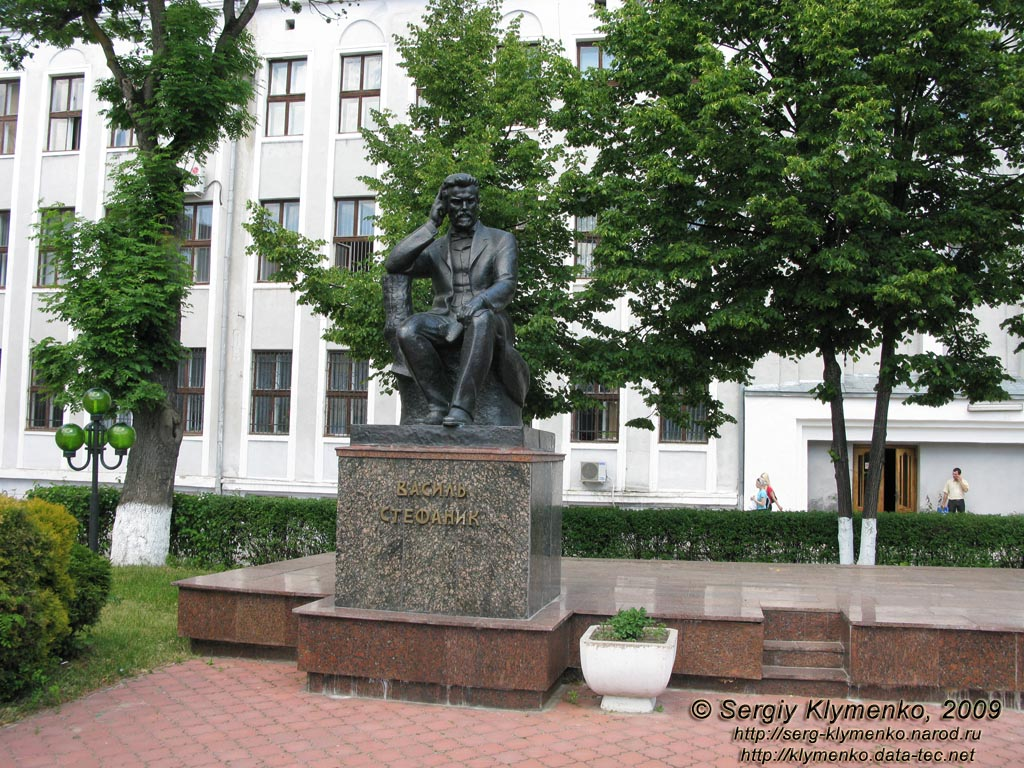 ВАСИЛЬ
СТЕФАНИК
© Sergiy Klymenko, 2009
http://serg-klymenko.narod.ru
http://klymenko.data-tec.net